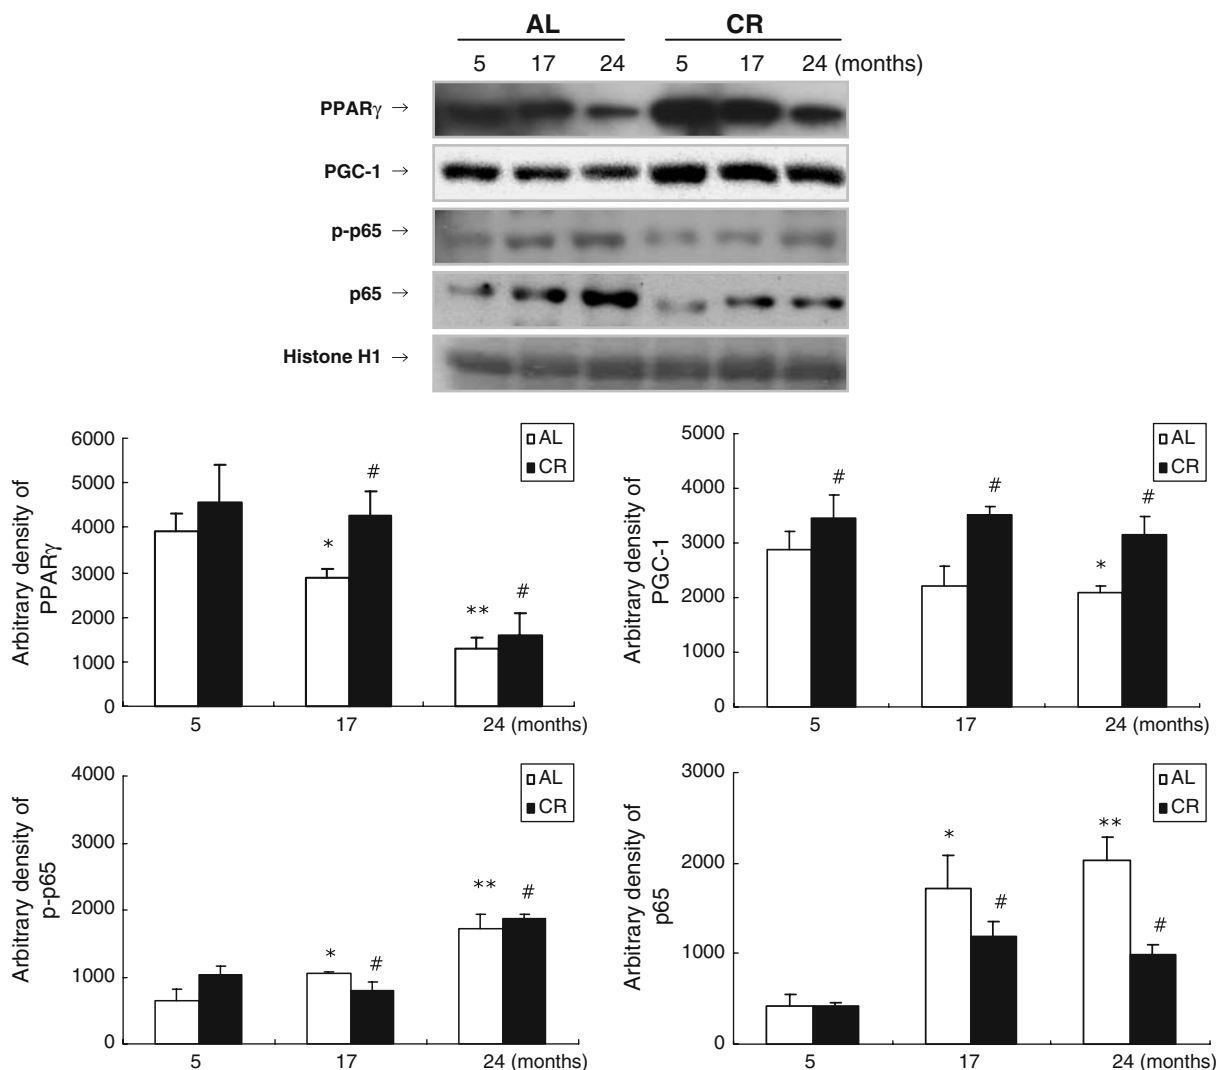 AL CR
5 17 24 5 17 24 (months)
PPARγ →
PGC-1 →
p-p65 →
p65 →
Histone H1 →
Arbitrary density of
PPARγ
6000
5000
4000
3000
2000
1000
0
AL
CR
*
#
**
#
5 17 24 (months)
Arbitrary density of
PGC-1
5000
4000
3000
2000
1000
0
AL
CR
#
#
*
#
5 17 24 (months)
Arbitrary density of
p-p65
4000
3000
2000
1000
0
AL
CR
*
#
**
#
5 17 24 (months)
Arbitrary density of
p65
3000
2000
1000
0
AL
CR
*
#
**
#
5 17 24 (months)